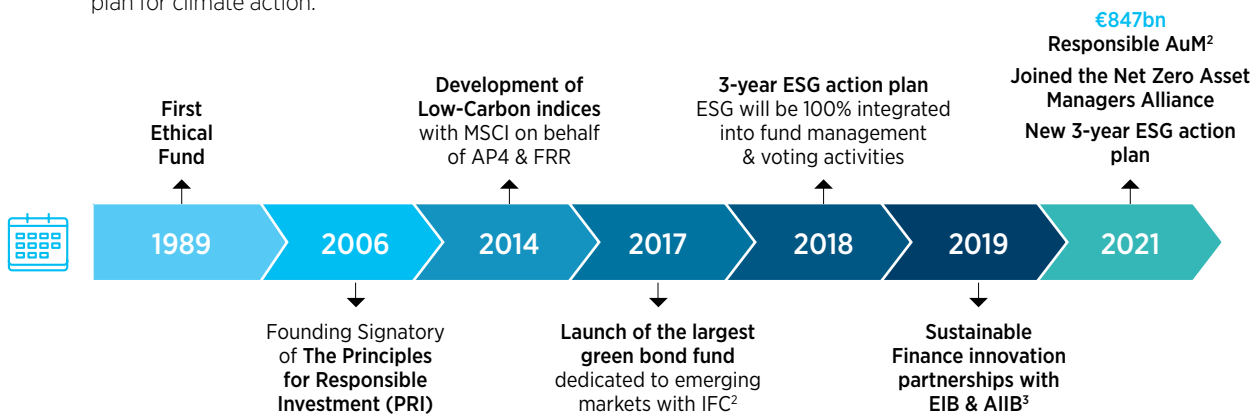 plan for climate action.
€847bn
Responsible AuM²
Joined the Net Zero Asset
Managers Alliance
New 3-year ESG action
plan
First
Ethical
Fund
Development of
Low-Carbon indices
with MSCI on behalf
of AP4 & FRR
3-year ESG action plan
ESG will be 100% integrated
into fund management
& voting activities
1989
2006
2014
2017
2018
2019
2021
Founding Signatory
of The Principles
for Responsible
Investment (PRI)
Launch of the largest
green bond fund
dedicated to emerging
markets with IFC²
Sustainable
Finance innovation
partnerships with
EIB & AIIB³